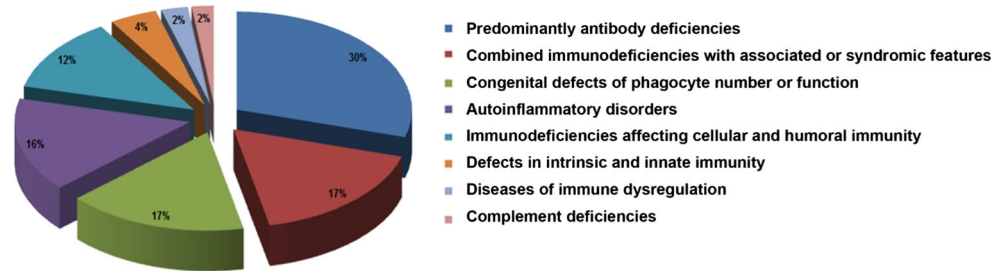 4%
2%
2%
30%
12%
16%
17%
17%
Predominantly antibody deficiencies
Combined immunodeficiencies with associated or syndromic features
Congenital defects of phagocyte number or function
Autoinflammatory disorders
Immunodeficiencies affecting cellular and humoral immunity
Defects in intrinsic and innate immunity
Diseases of immune dysregulation
Complement deficiencies